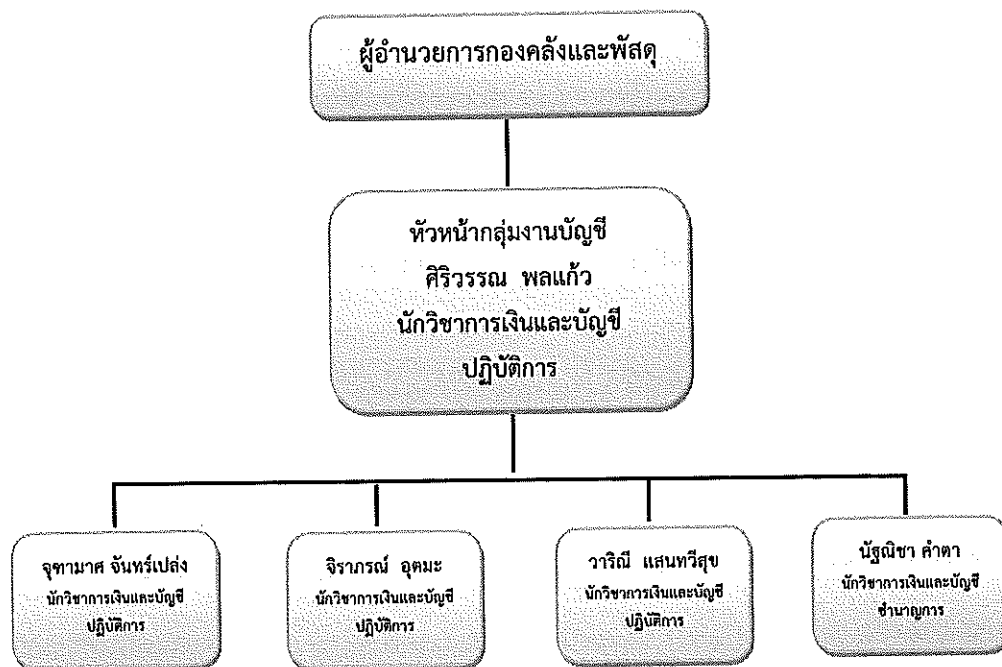 ผู้อำนวยการกองคลังและพัสดุ
หัวหน้ากลุ่มงานบัญชี
ศิริวรรณ พลแก้ว
นักวิชาการเงินและบัญชี
ปฏิบัติการ
จุฑามาศ จันทร์เปล่ง
นักวิชาการเงินและบัญชี
ปฏิบัติการ
จิราภรณ์ อุตมะ
นักวิชาการเงินและบัญชี
ปฏิบัติการ
วาริณี แสนทวีสุข
นักวิชาการเงินและบัญชี
ปฏิบัติการ
นัฐณิชา คำตา
นักวิชาการเงินและบัญชี
ชำนาญการ